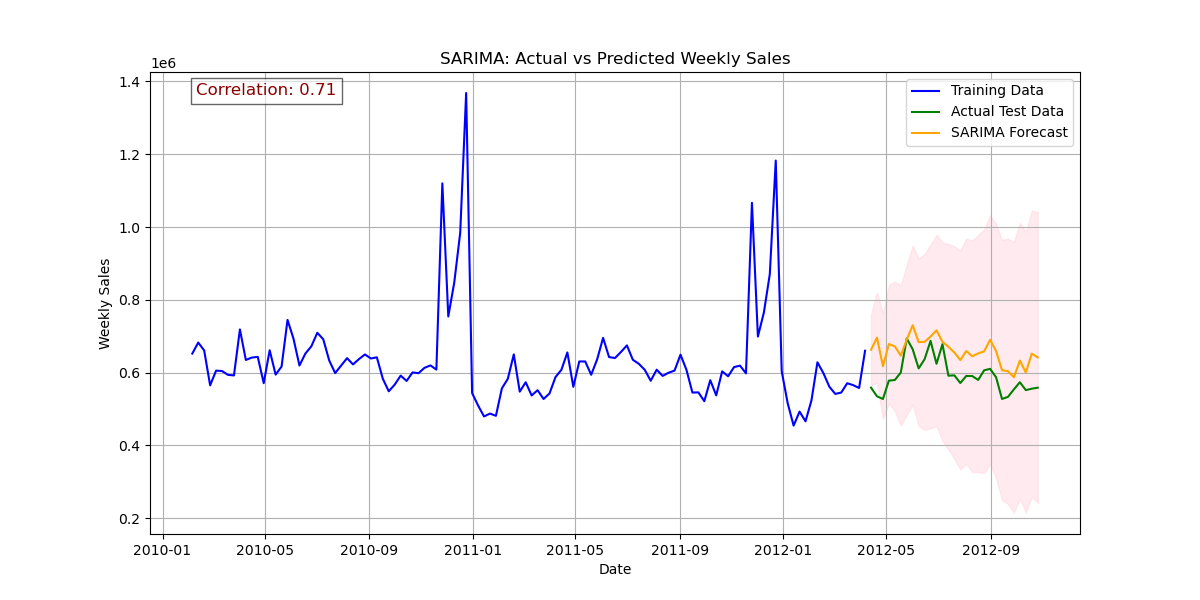 SARIMA: Actual vs Predicted Weekly Sales
1e6
Correlation: 0.71
Training Data
Actual Test Data
SARIMA Forecast
1.4
1.2
1.0
0.8
0.6
0.4
0.2
Weekly Sales
2010-01 2010-05 2010-09 2011-01 2011-05 2011-09 2012-01 2012-05 2012-09
Date